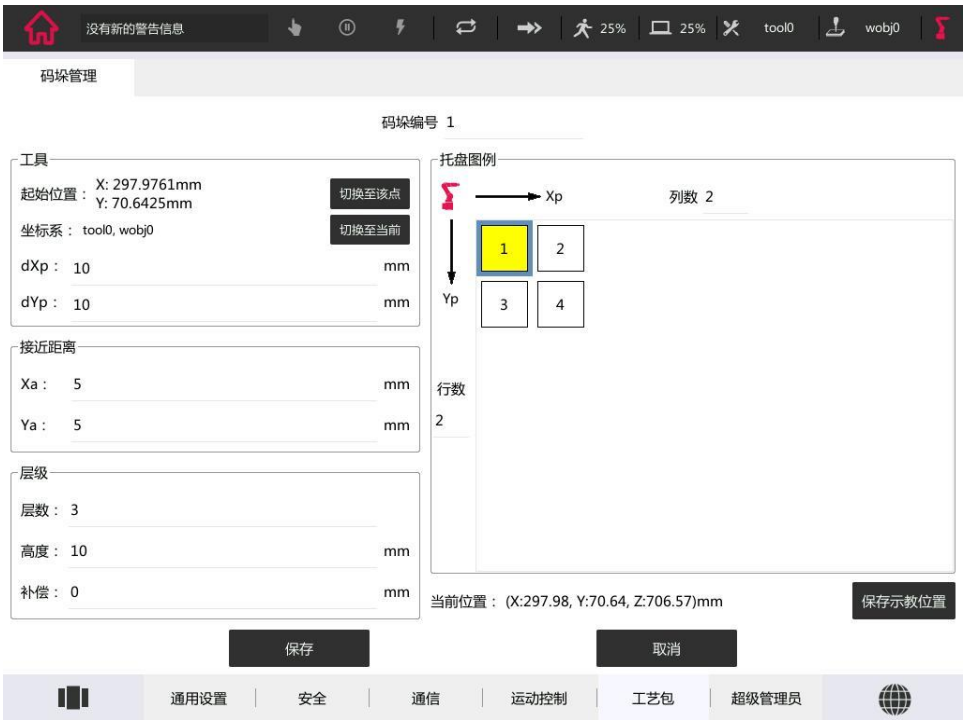 没有新的警告信息 25% 25% tool0 wobj0
码垛管理
码垛编号 1
工具
起始位置： X: 297.9761mm
Y: 70.6425mm
切换至该点
坐标系： tool0, wobj0
切换至当前
dXp： 10 mm
dYp： 10 mm
接近距离
Xa： 5 mm
Ya： 5 mm
层级
层数： 3
高度： 10 mm
补偿： 0 mm
托盘图例
Xp
列数 2
Yp
1 2
3 4
行数
2
当前位置： (X:297.98, Y:70.64, Z:706.57)mm
保存示教位置
保存 取消
通用设置 安全 通信 运动控制 工艺包 超级管理员